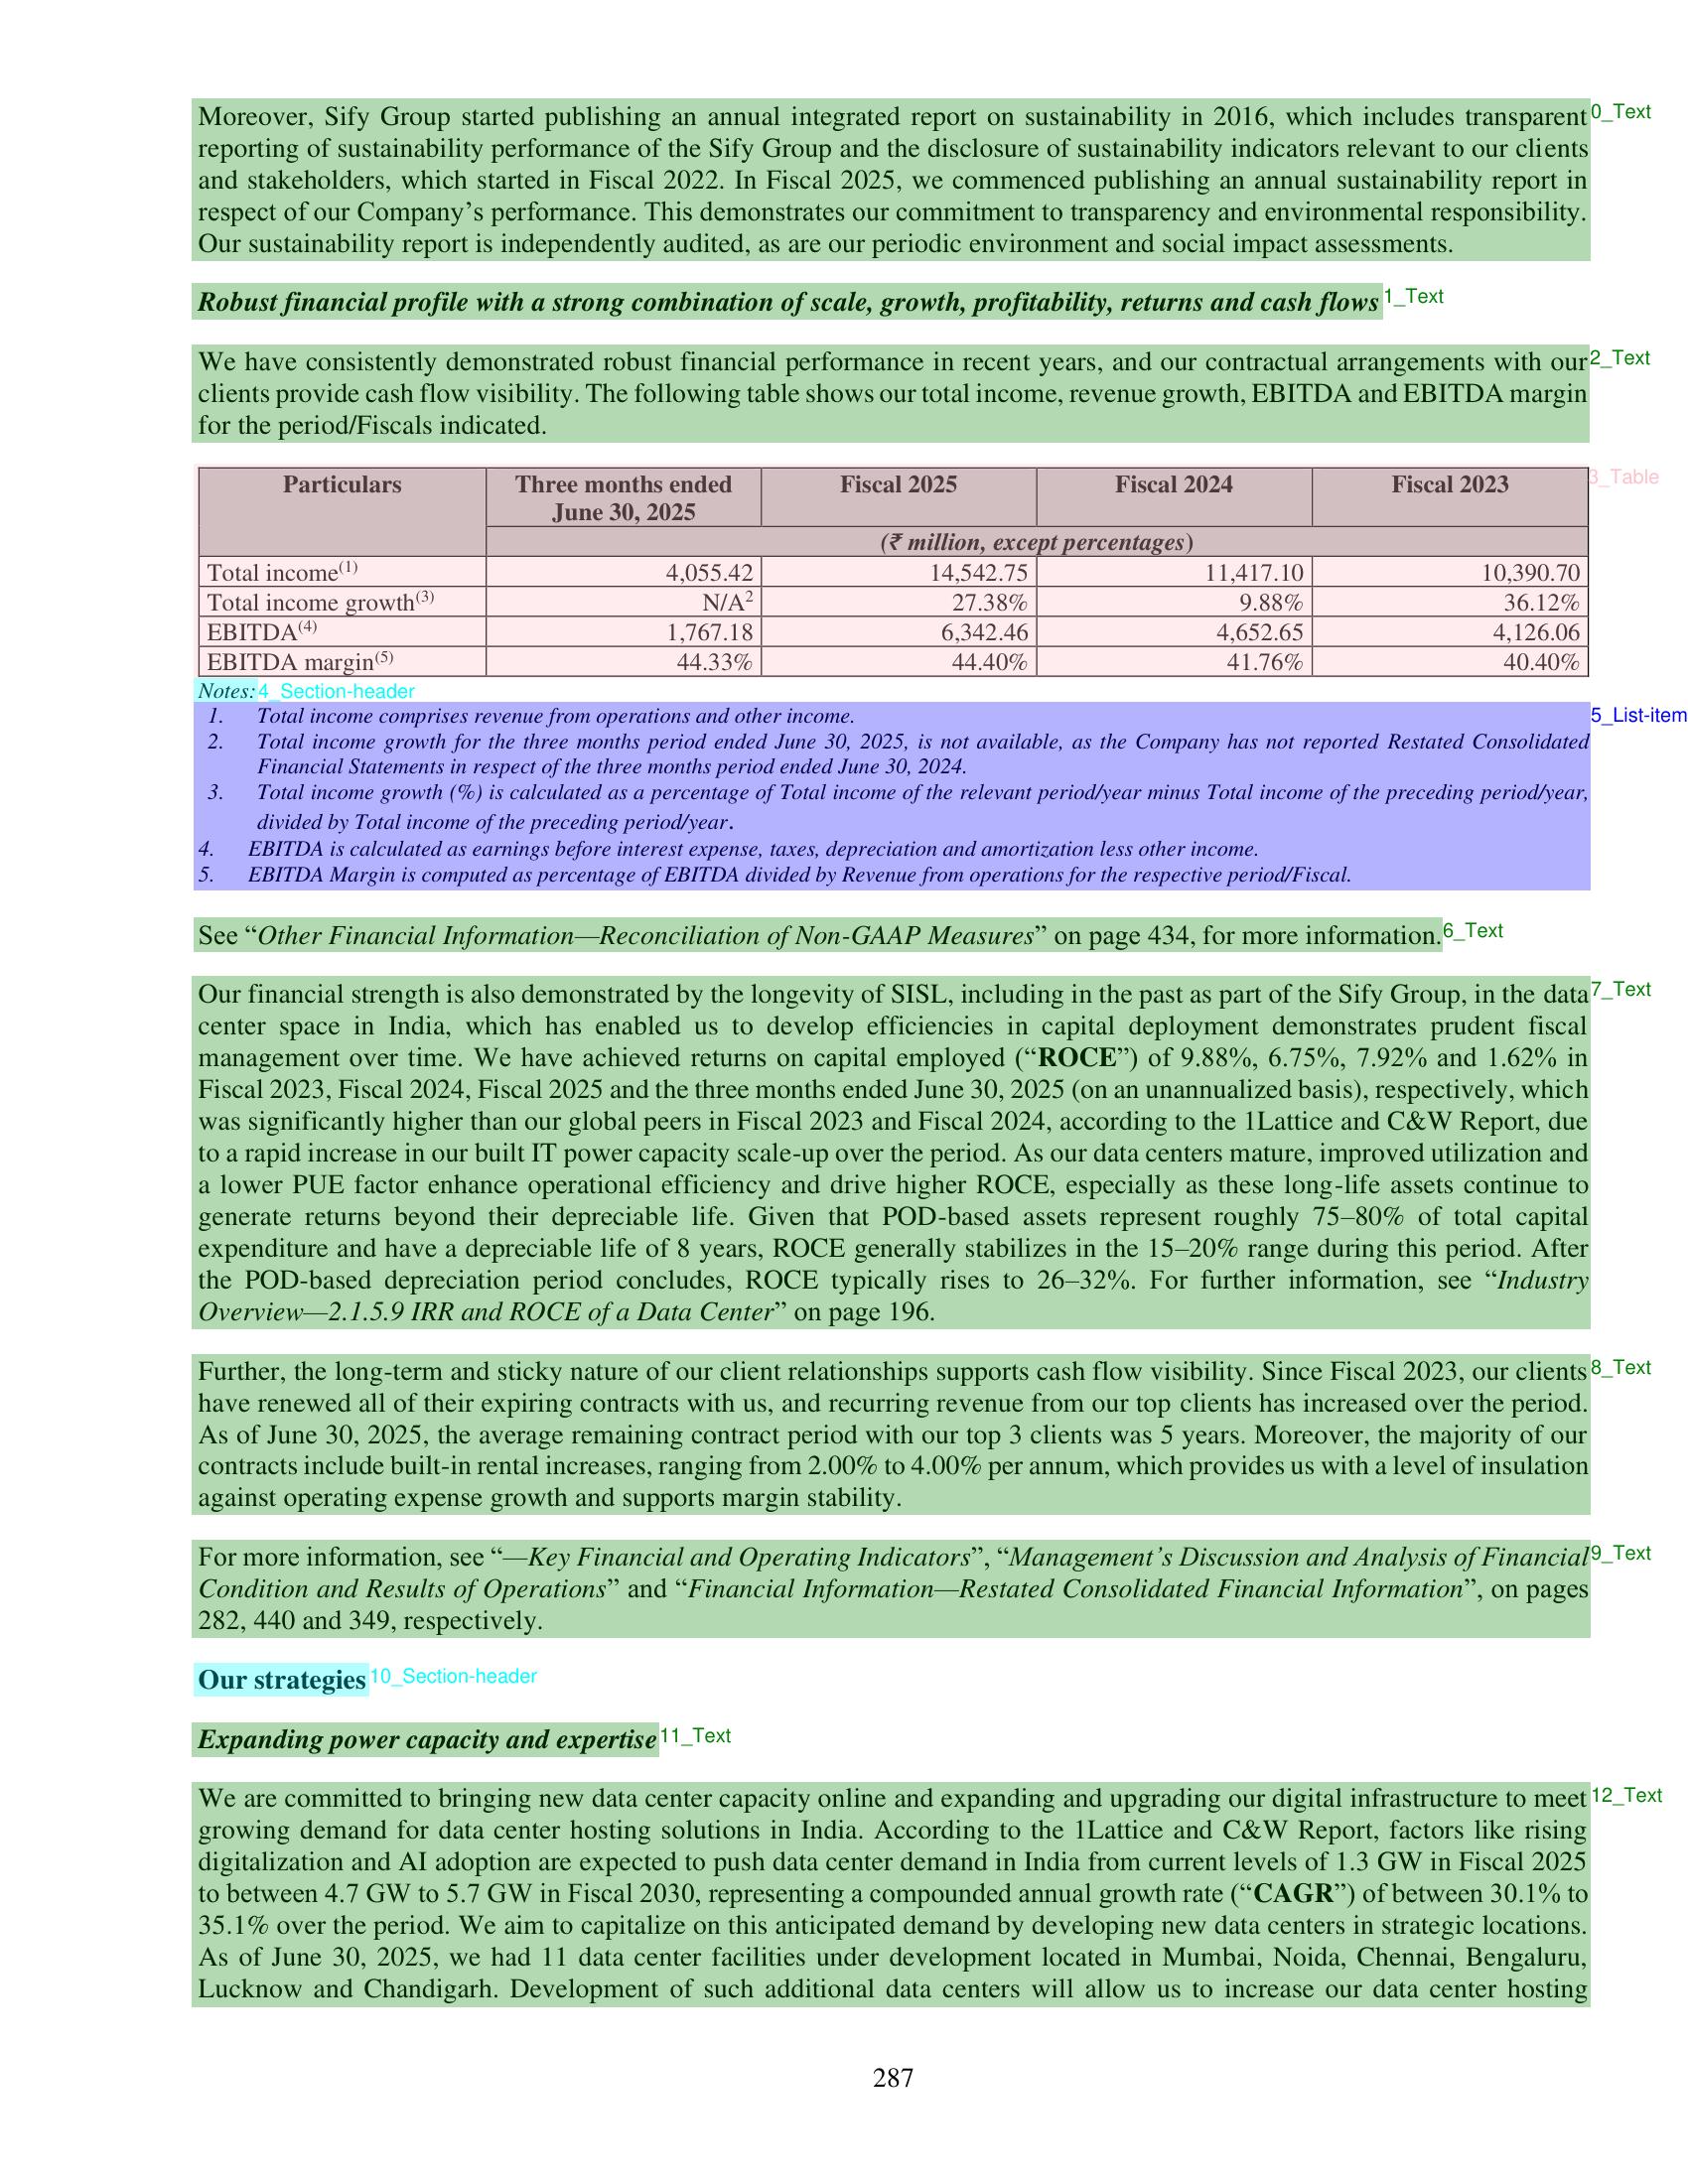 Moreover, Sify Group started publishing an annual integrated report on sustainability in 2016, which includes transparent 0_Text
reporting of sustainability performance of the Sify Group and the disclosure of sustainability indicators relevant to our clients
and stakeholders, which started in Fiscal 2022. In Fiscal 2025, we commenced publishing an annual sustainability report in
respect of our Company’s performance. This demonstrates our commitment to transparency and environmental responsibility.
Our sustainability report is independently audited, as are our periodic environment and social impact assessments.
Robust financial profile with a strong combination of scale, growth, profitability, returns and cash flows 1_Text
We have consistently demonstrated robust financial performance in recent years, and our contractual arrangements with our 2_Text
clients provide cash flow visibility. The following table shows our total income, revenue growth, EBITDA and EBITDA margin
for the period/Fiscals indicated.
Particulars Three months ended Fiscal 2025 Fiscal 2024 Fiscal 2023 3_Table
June 30, 2025
(₹ million, except percentages)
Total income(1) 4,055.42 14,542.75 11,417.10 10,390.70
Total income growth(3) N/A2 27.38% 9.88% 36.12%
EBITDA(4) 1,767.18 6,342.46 4,652.65 4,126.06
EBITDA margin(5) 44.33% 44.40% 41.76% 40.40%
Notes: 4_Section-header
1. Total income comprises revenue from operations and other income. 5_List-item
2. Total income growth for the three months period ended June 30, 2025, is not available, as the Company has not reported Restated Consolidated
Financial Statements in respect of the three months period ended June 30, 2024.
3. Total income growth (%) is calculated as a percentage of Total income of the relevant period/year minus Total income of the preceding period/year,
divided by Total income of the preceding period/year.
4. EBITDA is calculated as earnings before interest expense, taxes, depreciation and amortization less other income.
5. EBITDA Margin is computed as percentage of EBITDA divided by Revenue from operations for the respective period/Fiscal.
See “Other Financial Information—Reconciliation of Non-GAAP Measures” on page 434, for more information. 6_Text
Our financial strength is also demonstrated by the longevity of SISL, including in the past as part of the Sify Group, in the data 7_Text
center space in India, which has enabled us to develop efficiencies in capital deployment demonstrates prudent fiscal
management over time. We have achieved returns on capital employed (“ROCE”) of 9.88%, 6.75%, 7.92% and 1.62% in
Fiscal 2023, Fiscal 2024, Fiscal 2025 and the three months ended June 30, 2025 (on an unannualized basis), respectively, which
was significantly higher than our global peers in Fiscal 2023 and Fiscal 2024, according to the 1Lattice and C&W Report, due
to a rapid increase in our built IT power capacity scale-up over the period. As our data centers mature, improved utilization and
a lower PUE factor enhance operational efficiency and drive higher ROCE, especially as these long-life assets continue to
generate returns beyond their depreciable life. Given that POD-based assets represent roughly 75–80% of total capital
expenditure and have a depreciable life of 8 years, ROCE generally stabilizes in the 15–20% range during this period. After
the POD-based depreciation period concludes, ROCE typically rises to 26–32%. For further information, see “Industry
Overview—2.1.5.9 IRR and ROCE of a Data Center” on page 196.
Further, the long-term and sticky nature of our client relationships supports cash flow visibility. Since Fiscal 2023, our clients 8_Text
have renewed all of their expiring contracts with us, and recurring revenue from our top clients has increased over the period.
As of June 30, 2025, the average remaining contract period with our top 3 clients was 5 years. Moreover, the majority of our
contracts include built-in rental increases, ranging from 2.00% to 4.00% per annum, which provides us with a level of insulation
against operating expense growth and supports margin stability.
For more information, see “—Key Financial and Operating Indicators”, “Management’s Discussion and Analysis of Financial 9_Text
Condition and Results of Operations” and “Financial Information—Restated Consolidated Financial Information”, on pages
282, 440 and 349, respectively.
Our strategies 10_Section-header
Expanding power capacity and expertise 11_Text
We are committed to bringing new data center capacity online and expanding and upgrading our digital infrastructure to meet 12_Text
growing demand for data center hosting solutions in India. According to the 1Lattice and C&W Report, factors like rising
digitalization and AI adoption are expected to push data center demand in India from current levels of 1.3 GW in Fiscal 2025
to between 4.7 GW to 5.7 GW in Fiscal 2030, representing a compounded annual growth rate (“CAGR”) of between 30.1% to
35.1% over the period. We aim to capitalize on this anticipated demand by developing new data centers in strategic locations.
As of June 30, 2025, we had 11 data center facilities under development located in Mumbai, Noida, Chennai, Bengaluru,
Lucknow and Chandigarh. Development of such additional data centers will allow us to increase our data center hosting
287